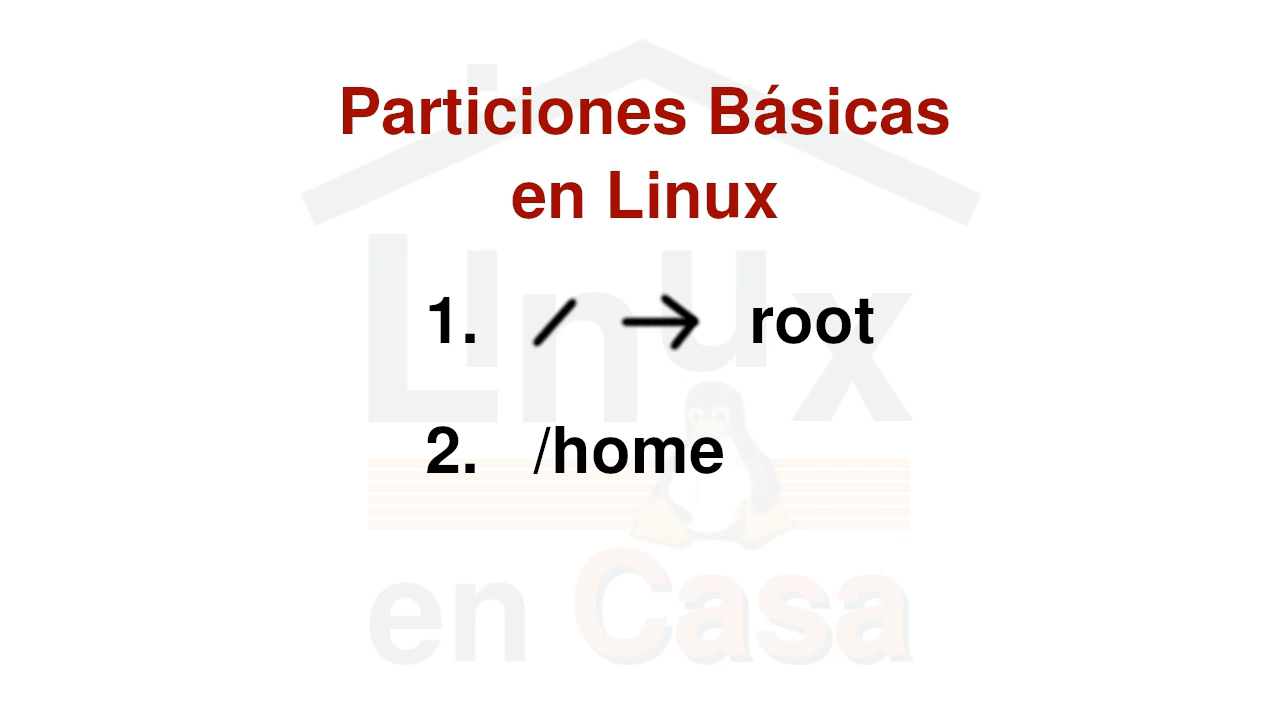 Particiones Básicas
en Linux
1. / → root
2. /home
Linux
en Casa